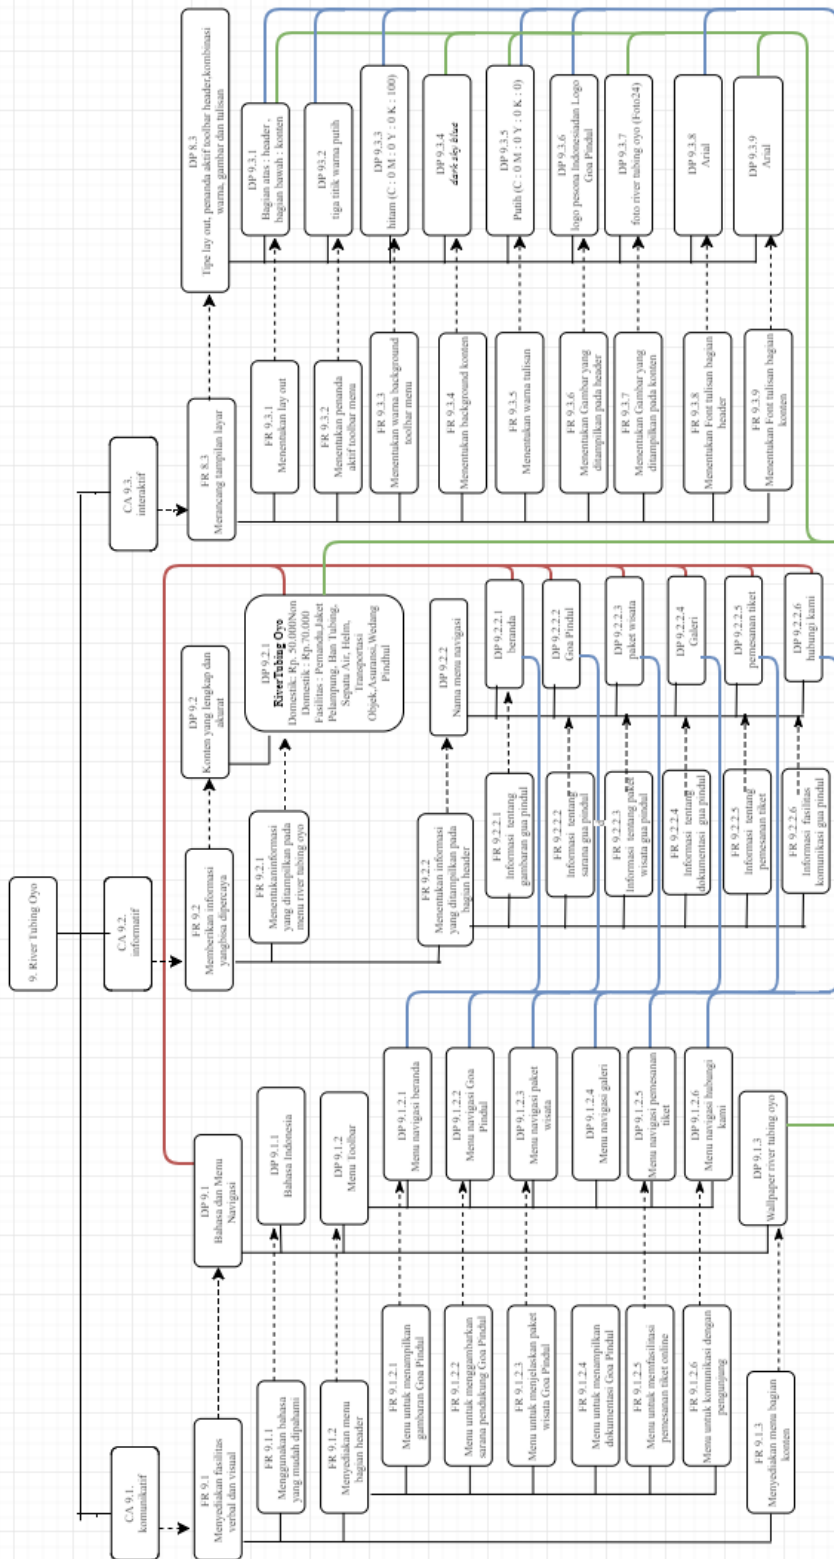 9. River Tubing Oyo
CA 9.1.
komunikatif
FR 9.1
Menyediakan fasilitas
verbal dan visual
DP 9.1
Bahasa dan Menu
Navigasi
FR 9.1.1
Menggunakan bahasa
yang mudah dipahami
DP 9.1.1
Bahasa Indonesia
FR 9.1.2
Menyediakan menu
bagian header
DP 9.1.2
Menu Toolbar
FR 9.1.2.1
Menu untuk menampilkan
gambaran Goa Pindul
DP 9.1.2.1
Menu navigasi beranda
FR 9.1.2.2
Menu untuk menggambarkan
sarana pendukung Goa Pindul
DP 9.1.2.2
Menu navigasi Goa
Pindul
FR 9.1.2.3
Menu untuk menjelaskan paket
wisata Goa Pindul
DP 9.1.2.3
Menu navigasi paket
wisata
FR 9.1.2.4
Menu untuk menampilkan
dokumentasi Goa Pindul
DP 9.1.2.4
Menu navigasi galeri
FR 9.1.2.5
Menu untuk memfasilitasi
pemesanan tiket online
DP 9.1.2.5
Menu navigasi pemesanan
tiket
FR 9.1.2.6
Menu untuk komunikasi dengan
pengunjung
DP 9.1.2.6
Menu navigasi hubungi
kami
FR 9.1.3
Menyediakan menu bagian
konten
DP 9.1.3
Wallpaper river tubing oyo
CA 9.2.
informatif
FR 9.2
Memberikan informasi
yangbisa dipercaya
DP 9.2
Konten yang lengkap dan
akurat
FR 9.2.1
Menentukaninformasi
yang ditampilkan pada
menu river tubing oyo
DP 9.2.1
RiverTubing Oyo
Domestik: Rp. 50.000Non
Domestik : Rp.70.000
Fasilitas : Pemandu,Jaket
Pelampung, Ban Tubing,
Sepatu Air, Helm,
Transportasi
Objek,Asuransi,Wedang
Pindhul
FR 9.2.2
Menentukan informasi
yang ditampilkan pada
bagian header
DP 9.2.2
Nama menu navigasi
FR 9.2.2.1
Informasi tentang
gambaran gua pindul
DP 9.2.2.1
beranda
FR 9.2.2.2
Informasi tentang
sarana gua pindul
DP 9.2.2.2
Goa Pindul
FR 9.2.2.3
Informasi tentang paket
wisata gua pindul
DP 9.2.2.3
paket wisata
FR 9.2.2.4
Informasi tentang
dokumentasi gua pindul
DP 9.2.2.4
Galeri
FR 9.2.2.5
Informasi tentang
pemesanan tiket
DP 9.2.2.5
pemesanan tiket
FR 9.2.2.6
Informasi fasilitas
komunikasi gua pindul
DP 9.2.2.6
hubungi kami
CA 9.3.
interaktif
FR 8.3
Merancang tampilan layar
DP 8.3
Tipe lay out, penanda aktif toolbar header,kombinasi
warna, gambar dan tulisan
FR 9.3.1
Menentukan lay out
DP 9.3.1
Bagian atas : header ,
bagian bawah : konten
FR 9.3.2
Menentukan penanda
aktif toolbar menu
DP 93.2
tiga titik warna putih
FR 9.3.3
Menentukan warna background
toolbar menu
DP 9.3.3
hitam (C : 0 M : 0 Y : 0 K : 100)
FR 9.3.4
Menentukan background konten
DP 9.3.4
dark sky blue
FR 9.3.5
Menentukan warna tulisan
DP 9.3.5
Putih (C : 0 M : 0 Y : 0 K : 0)
FR 9.3.6
Menentukan Gambar yang
ditampilkan pada header
DP 9.3.6
logo pesona Indonesiadan Logo
Goa Pindul
FR 9.3.7
Menentukan Gambar yang
ditampilkan pada konten
DP 9.3.7
foto river tubing oyo (Foto24)
FR 9.3.8
Menentukan Font tulisan bagian
header
DP 9.3.8
Arial
FR 9.3.9
Menentukan Font tulisan bagian
konten
DP 9.3.9
Arial